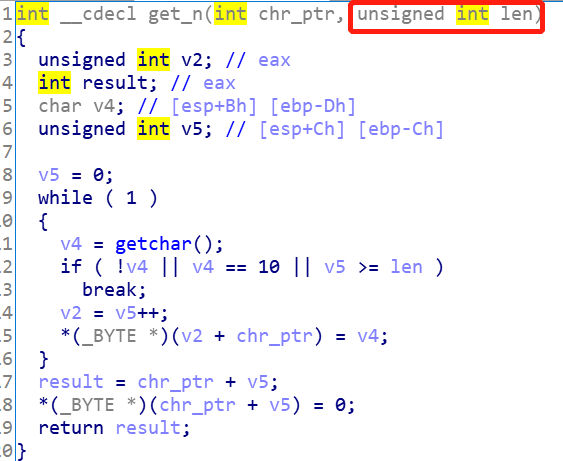 1 int __cdecl get_n(int chr_ptr, unsigned int len)
2 {
3 unsigned int v2; // eax
4 int result; // eax
5 char v4; // [esp+Bh] [ebp-Dh]
6 unsigned int v5; // [esp+Ch] [ebp-Ch]
7
8 v5 = 0;
9 while ( 1 )
0 {
1 v4 = getchar();
2 if ( !v4 || v4 == 10 || v5 >= len )
3 break;
4 v2 = v5++;
5 *(_BYTE *)(v2 + chr_ptr) = v4;
6 }
7 result = chr_ptr + v5;
8 *(_BYTE *)(chr_ptr + v5) = 0;
9 return result;
0 }